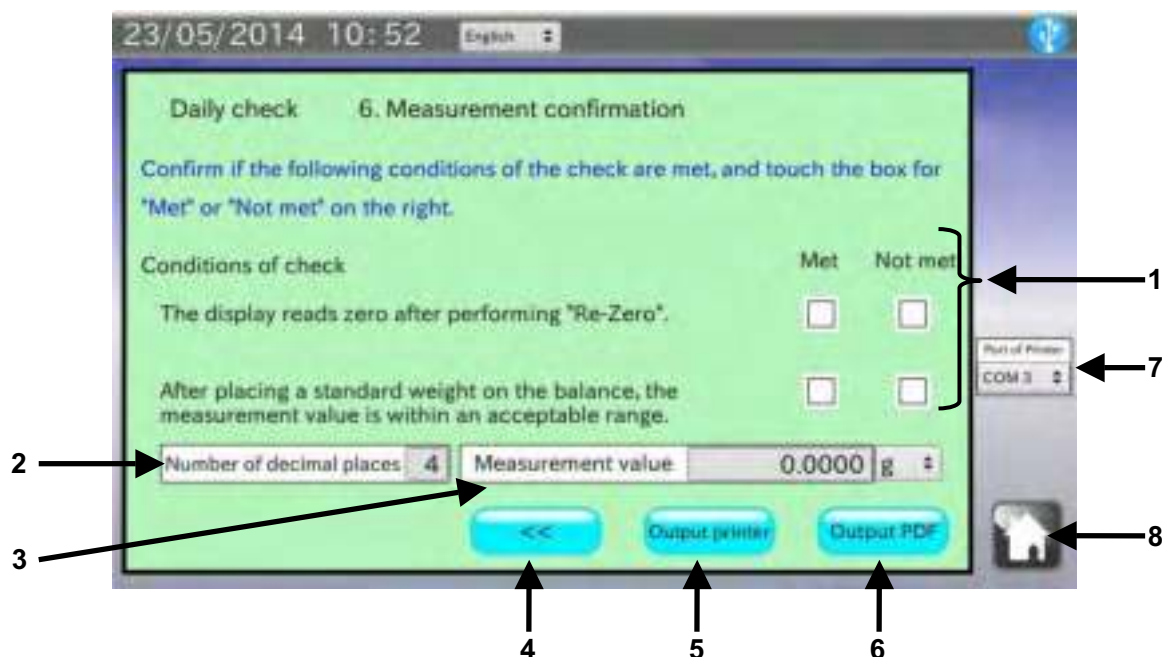 23/05/2014 10:52 English
Daily check 6. Measurement confirmation
Confirm if the following conditions of the check are met, and touch the box for
"Met" or "Not met" on the right.
Conditions of check Met Not met
1
The display reads zero after performing "Re-Zero".
Port of Printer
COM 3
7
After placing a standard weight on the balance, the
measurement value is within an acceptable range.
2
Number of decimal places 4 Measurement value 0.0000 g
3
<< Output printer Output PDF
8
4 5 6